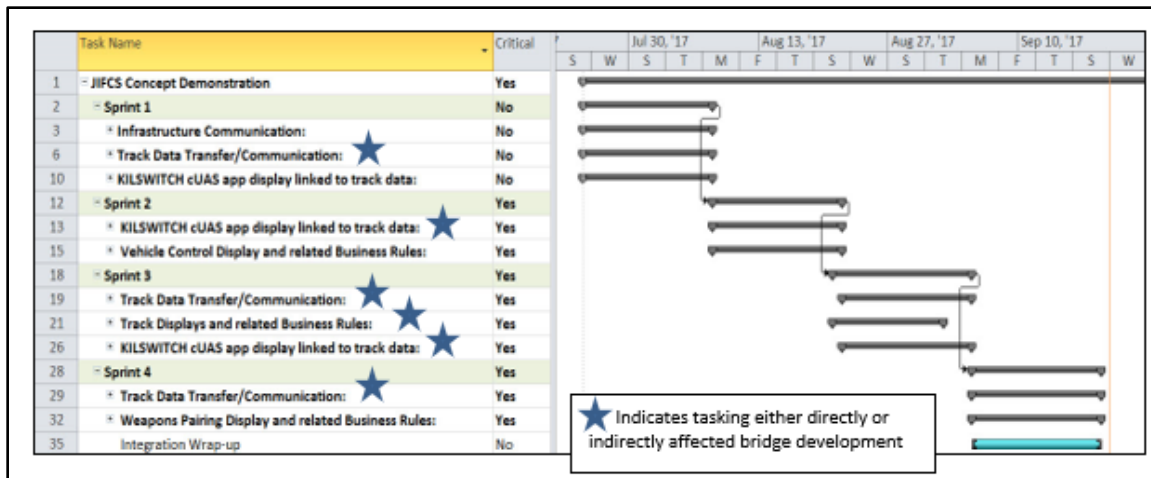 Task Name Critical 7 Jul 30, '17 Aug 13, '17 Aug 27, '17 Sep 10, '17
S W S T M F T S W S T M F T S W
1 JIFCS Concept Demonstration Yes
2 Sprint 1 No
3 Infrastructure Communication: No
6 Track Data Transfer/Communication: No
10 KILSWITCH cUAS app display linked to track data: No
12 Sprint 2 Yes
13 KILSWITCH cUAS app display linked to track data: Yes
15 Vehicle Control Display and related Business Rules: Yes
18 Sprint 3 Yes
19 Track Data Transfer/Communication: Yes
21 Track Displays and related Business Rules: Yes
26 KILSWITCH cUAS app display linked to track data: Yes
28 Sprint 4 Yes
29 Track Data Transfer/Communication: Yes
32 Weapons Pairing Display and related Business Rules: Yes
35 Integration Wrap-up No
Indicates tasking either directly or
indirectly affected bridge development